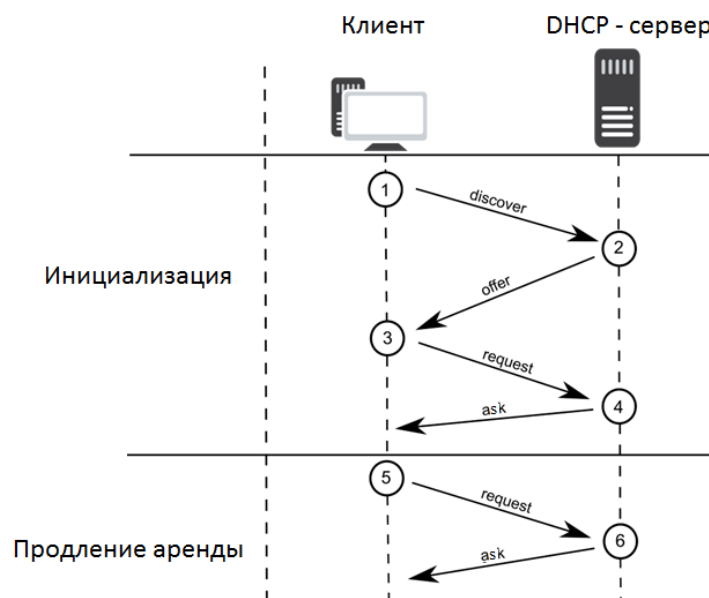 Клиент
DHCP - сервер
1
discover
2
Инициализация
offer
3
request
4
ask
5
request
6
Продление аренды
ask